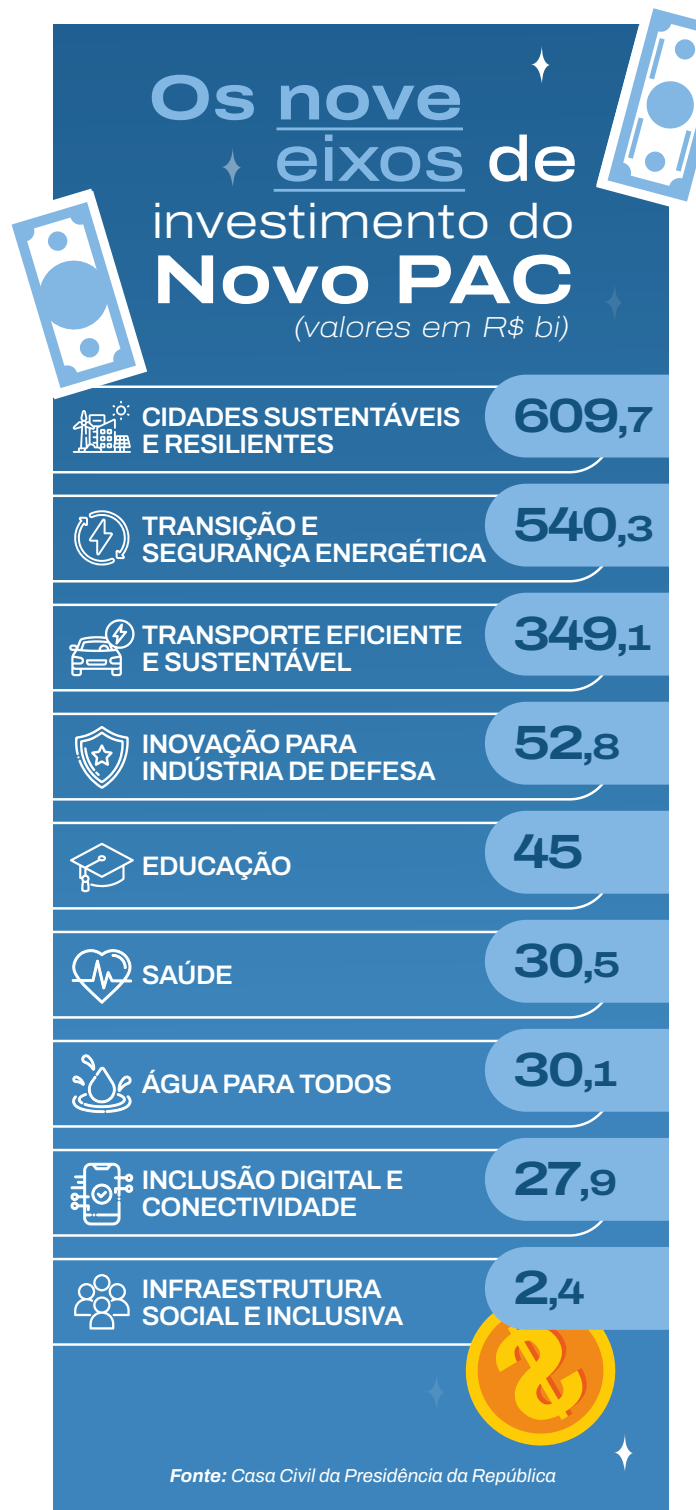 Os nove
eixos de
investimento do
Novo PAC
(valores em R$ bi)
CIDADES SUSTENTÁVEIS
E RESILIENTES
609,7
TRANSIÇÃO E
SEGURANÇA ENERGÉTICA
540,3
TRANSPORTE EFICIENTE
E SUSTENTÁVEL
349,1
INOVAÇÃO PARA
INDÚSTRIA DE DEFESA
52,8
EDUCAÇÃO
45
SAÚDE
30,5
ÁGUA PARA TODOS
30,1
INCLUSÃO DIGITAL E
CONECTIVIDADE
27,9
INFRAESTRUTURA
SOCIAL E INCLUSIVA
2,4
Fonte: Casa Civil da Presidência da República